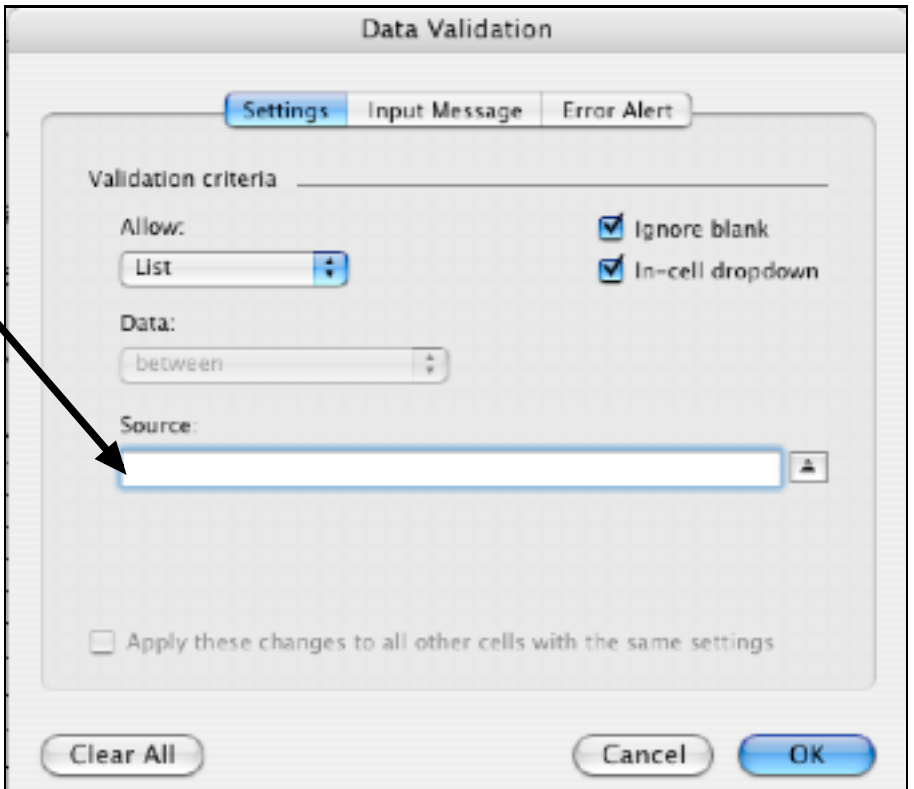 Data Validation
Settings Input Message Error Alert
Validation criteria
Allow:
Ignore blank
List
In-cell dropdown
Data:
between
Source:
Apply these changes to all other cells with the same settings
Clear All Cancel OK